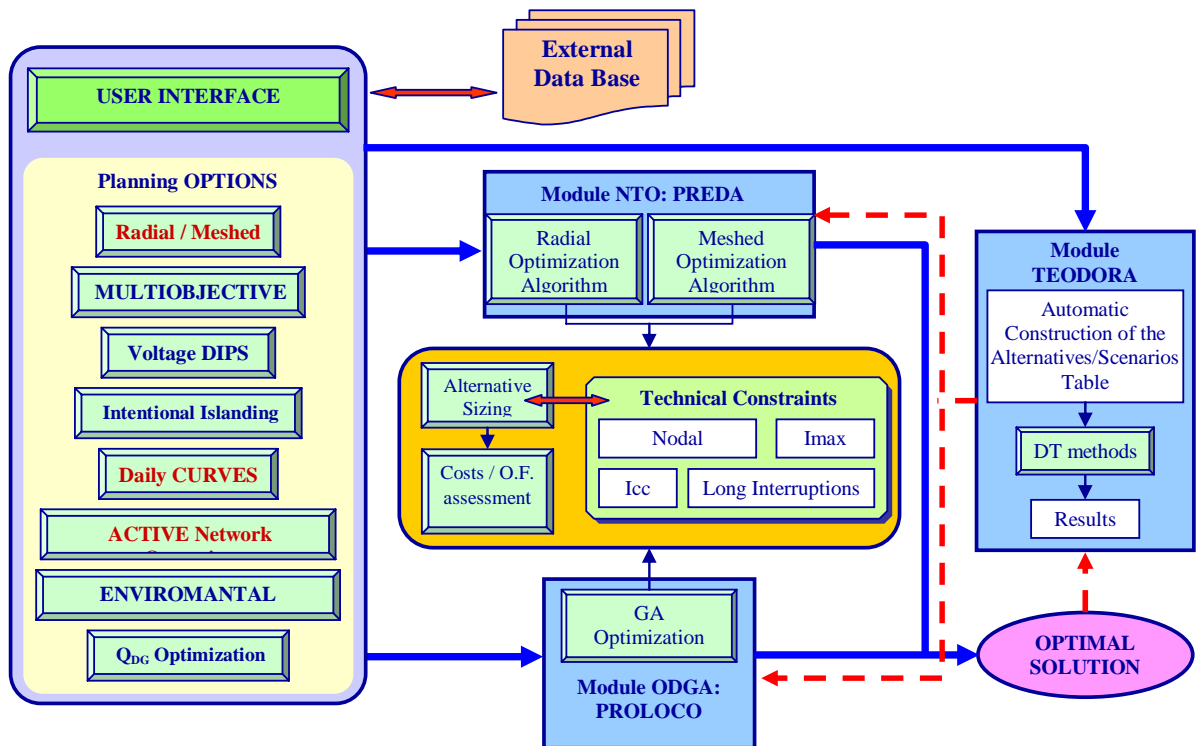 External
Data Base
USER INTERFACE
Planning OPTIONS
Radial / Meshed
MULTIOBJECTIVE
Voltage DIPS
Intentional Islanding
Daily CURVES
ACTIVE Network
ENVIROMANTAL
QDG Optimization
Module NTO: PREDA
Radial
Optimization
Algorithm
Meshed
Optimization
Algorithm
Alternative
Sizing
Costs / O.F.
assessment
Technical Constraints
Nodal
Imax
Icc
Long Interruptions
GA
Optimization
Module ODGA:
PROLOCO
Module
TEODORA
Automatic
Construction of the
Alternatives/Scenarios
Table
DT methods
Results
OPTIMAL
SOLUTION